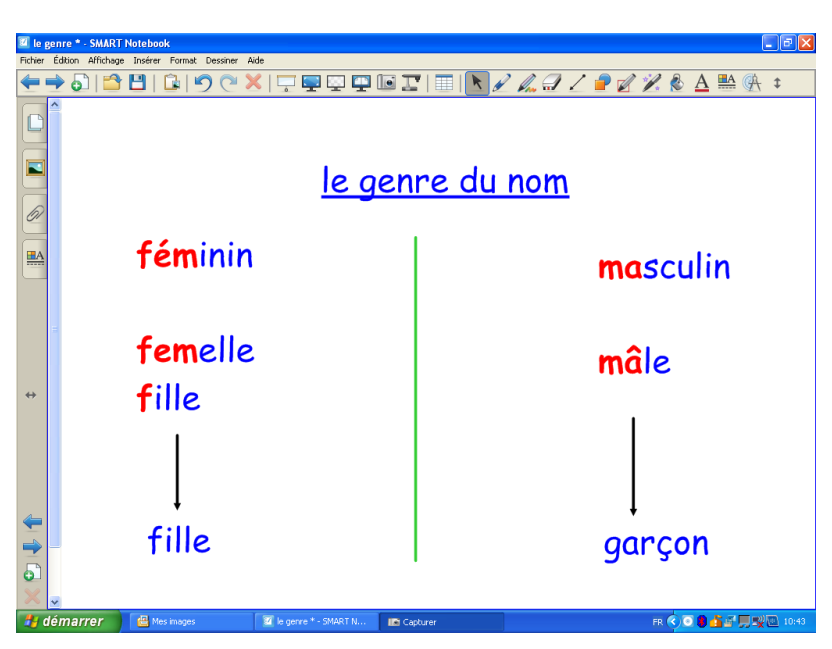 le genre * - SMART Notebook
Fichier Édition Affichage Insérer Format Dessiner Aide
le genre du nom
féminin
masculin
femelle
mâle
fille
fille
garçon
démarrer
Mes images
le genre * - SMART N...
Capturer
FR
10:43